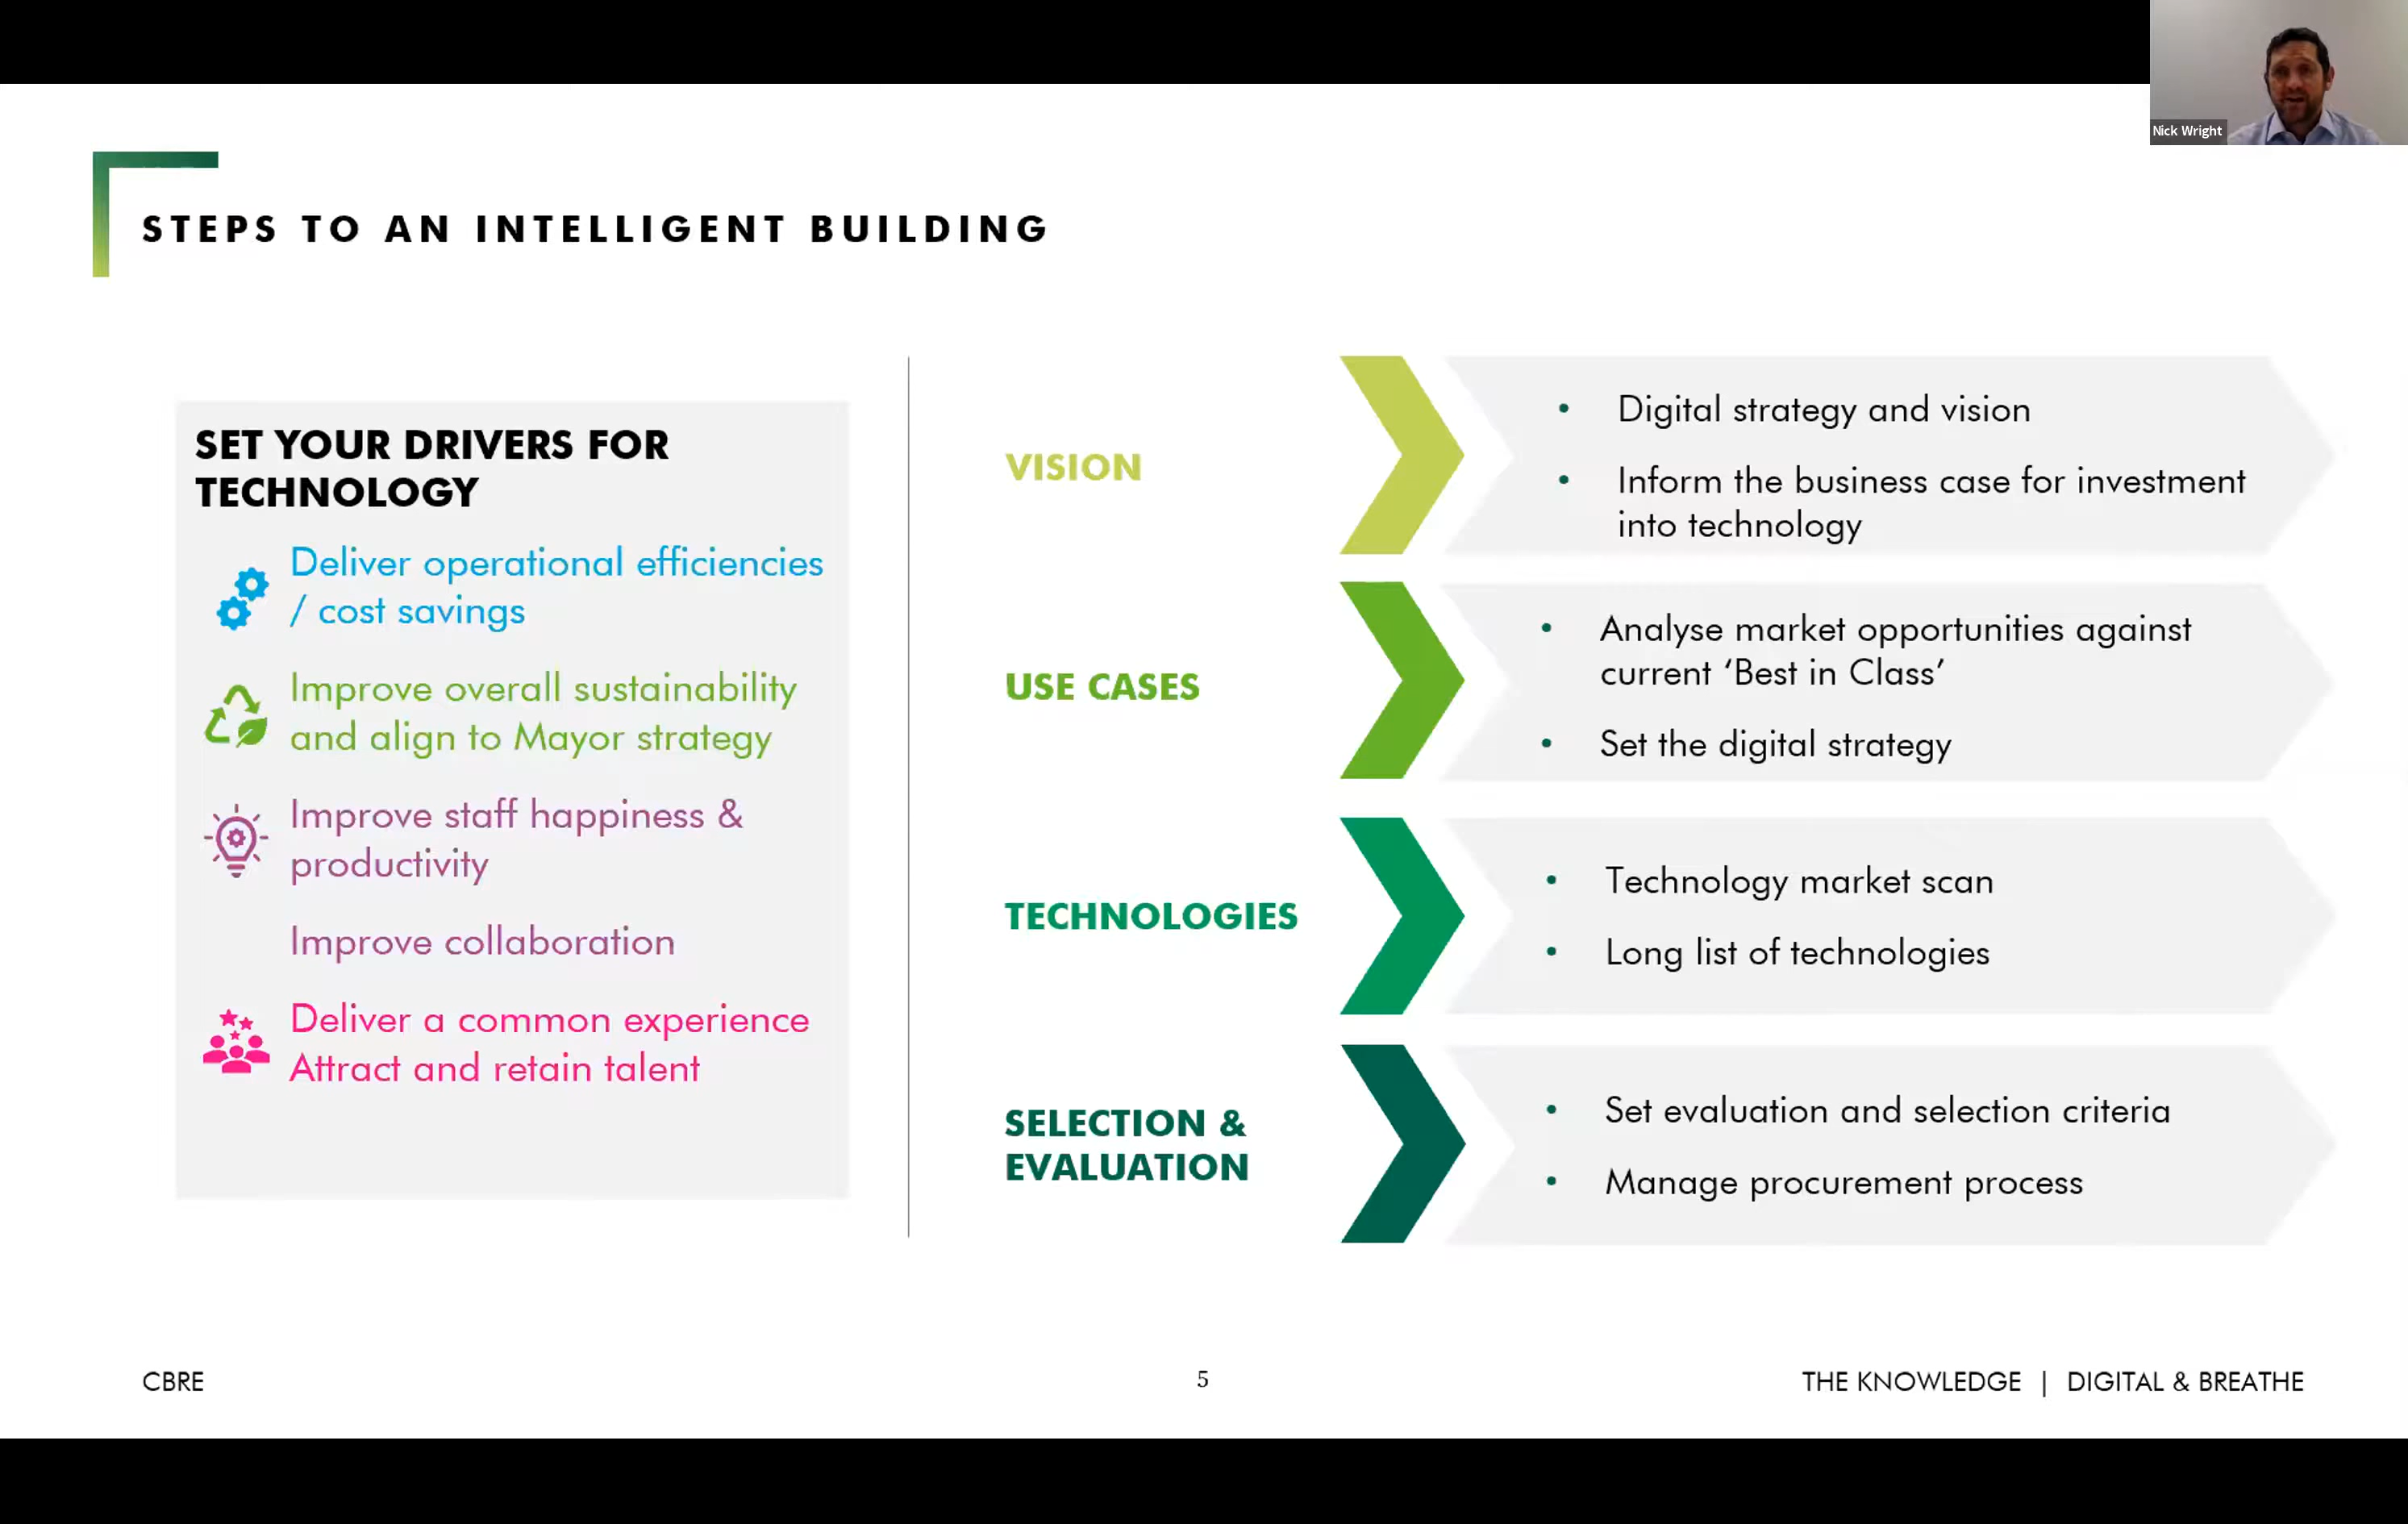 Nick Wright
STEPS TO AN INTELLIGENT BUILDING
SET YOUR DRIVERS FOR
TECHNOLOGY
Deliver operational efficiencies
/ cost savings
Improve overall sustainability
and align to Mayor strategy
Improve staff happiness &
productivity
Improve collaboration
Deliver a common experience
Attract and retain talent
VISION
• Digital strategy and vision
• Inform the business case for investment
into technology
USE CASES
• Analyse market opportunities against
current ‘Best in Class’
• Set the digital strategy
TECHNOLOGIES
• Technology market scan
• Long list of technologies
SELECTION &
EVALUATION
• Set evaluation and selection criteria
• Manage procurement process
CBRE
5
THE KNOWLEDGE | DIGITAL & BREATHE